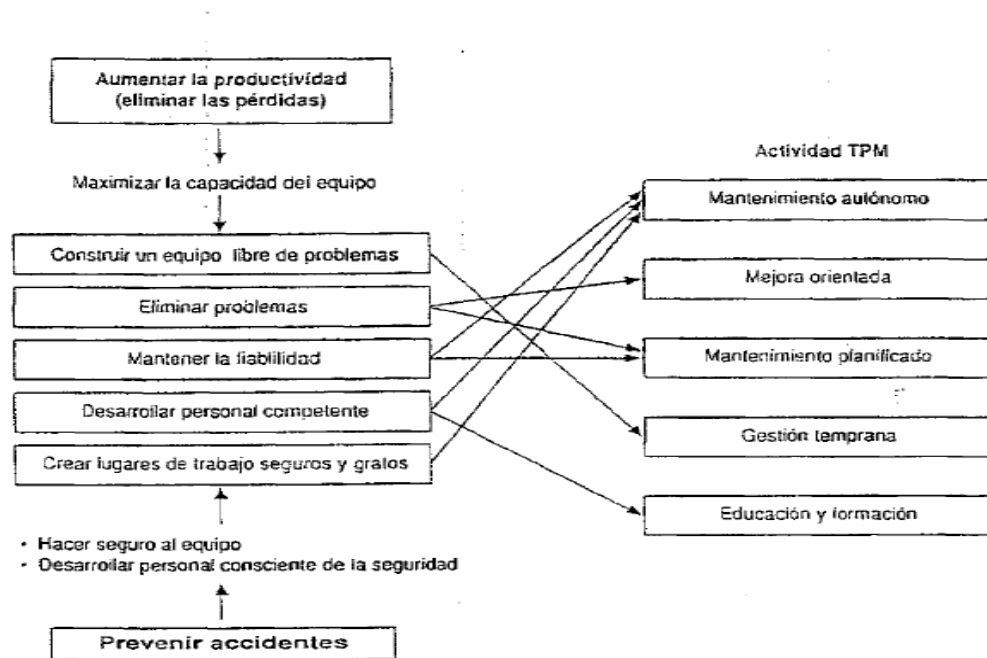 Aumentar la productividad
(eliminar las pérdidas)
Maximizar la capacidad del equipo
Construir un equipo libre de problemas
Eliminar problemas
Mantener la fiablilidad
Desarrollar personal competente
Crear lugares de trabajo seguros y gratos
• Hacer seguro al equipo
• Desarrollar personal consciente de la seguridad
Prevenir accidentes
Actividad TPM
Mantenimiento autónomo
Mejora orientada
Mantenimiento planificado
Gestión temprana
Educación y formación